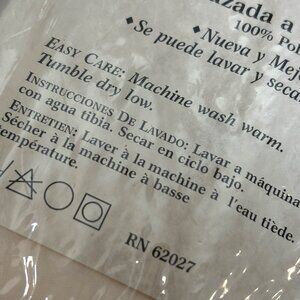 azada a
100% Pol
• Nueva y Mej
• Se puede lavar y seca
EASY CARE: Machine wash warm.
Tumble dry low.
INSTRUCCIONES DE LAVADO: Lavar a máquina
con agua tibia. Secar en ciclo bajo.
ENTRETIEN: Laver à la machine à l'eau tiède.
Sécher à la machine à basse
température.
RN 62027